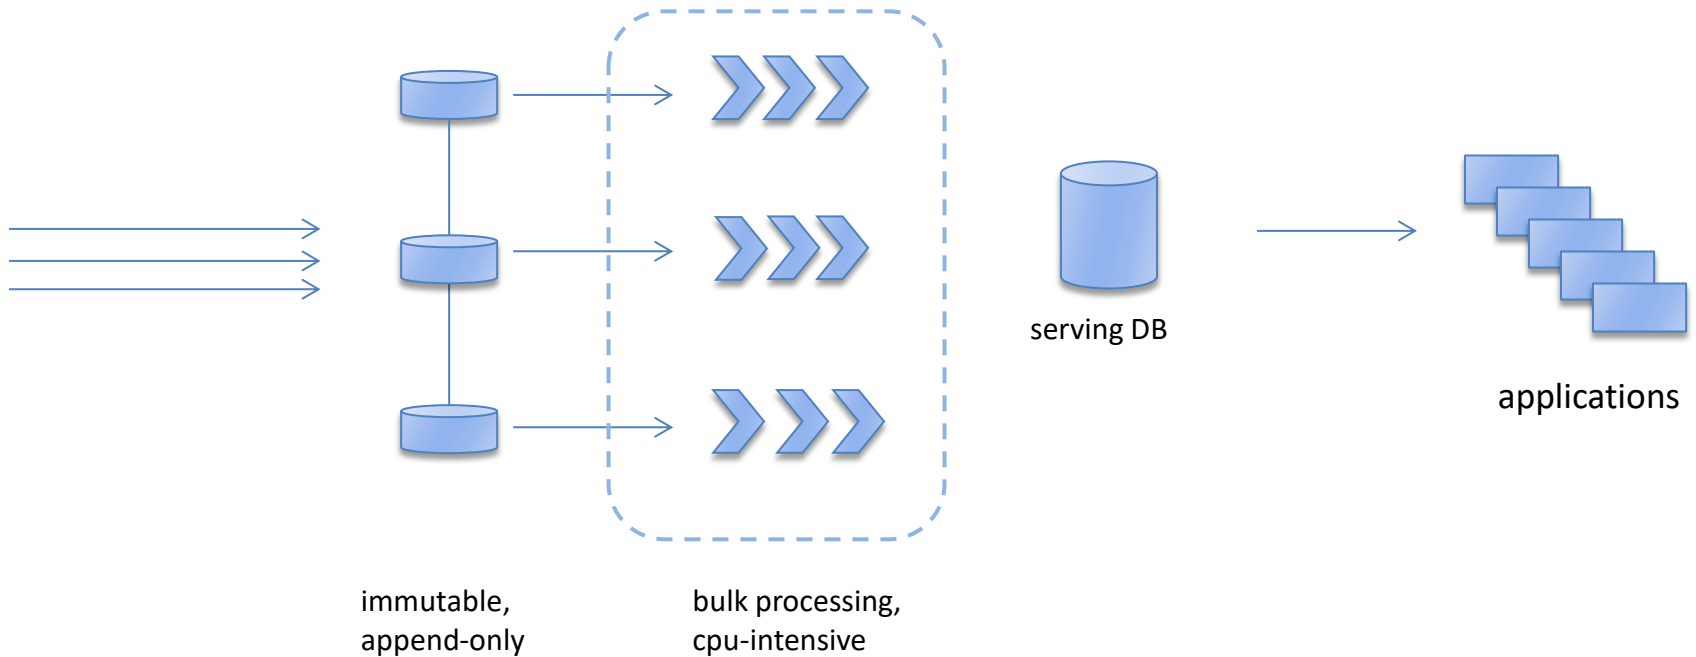 serving DB
applications
immutable,
append-only
bulk processing,
cpu-intensive